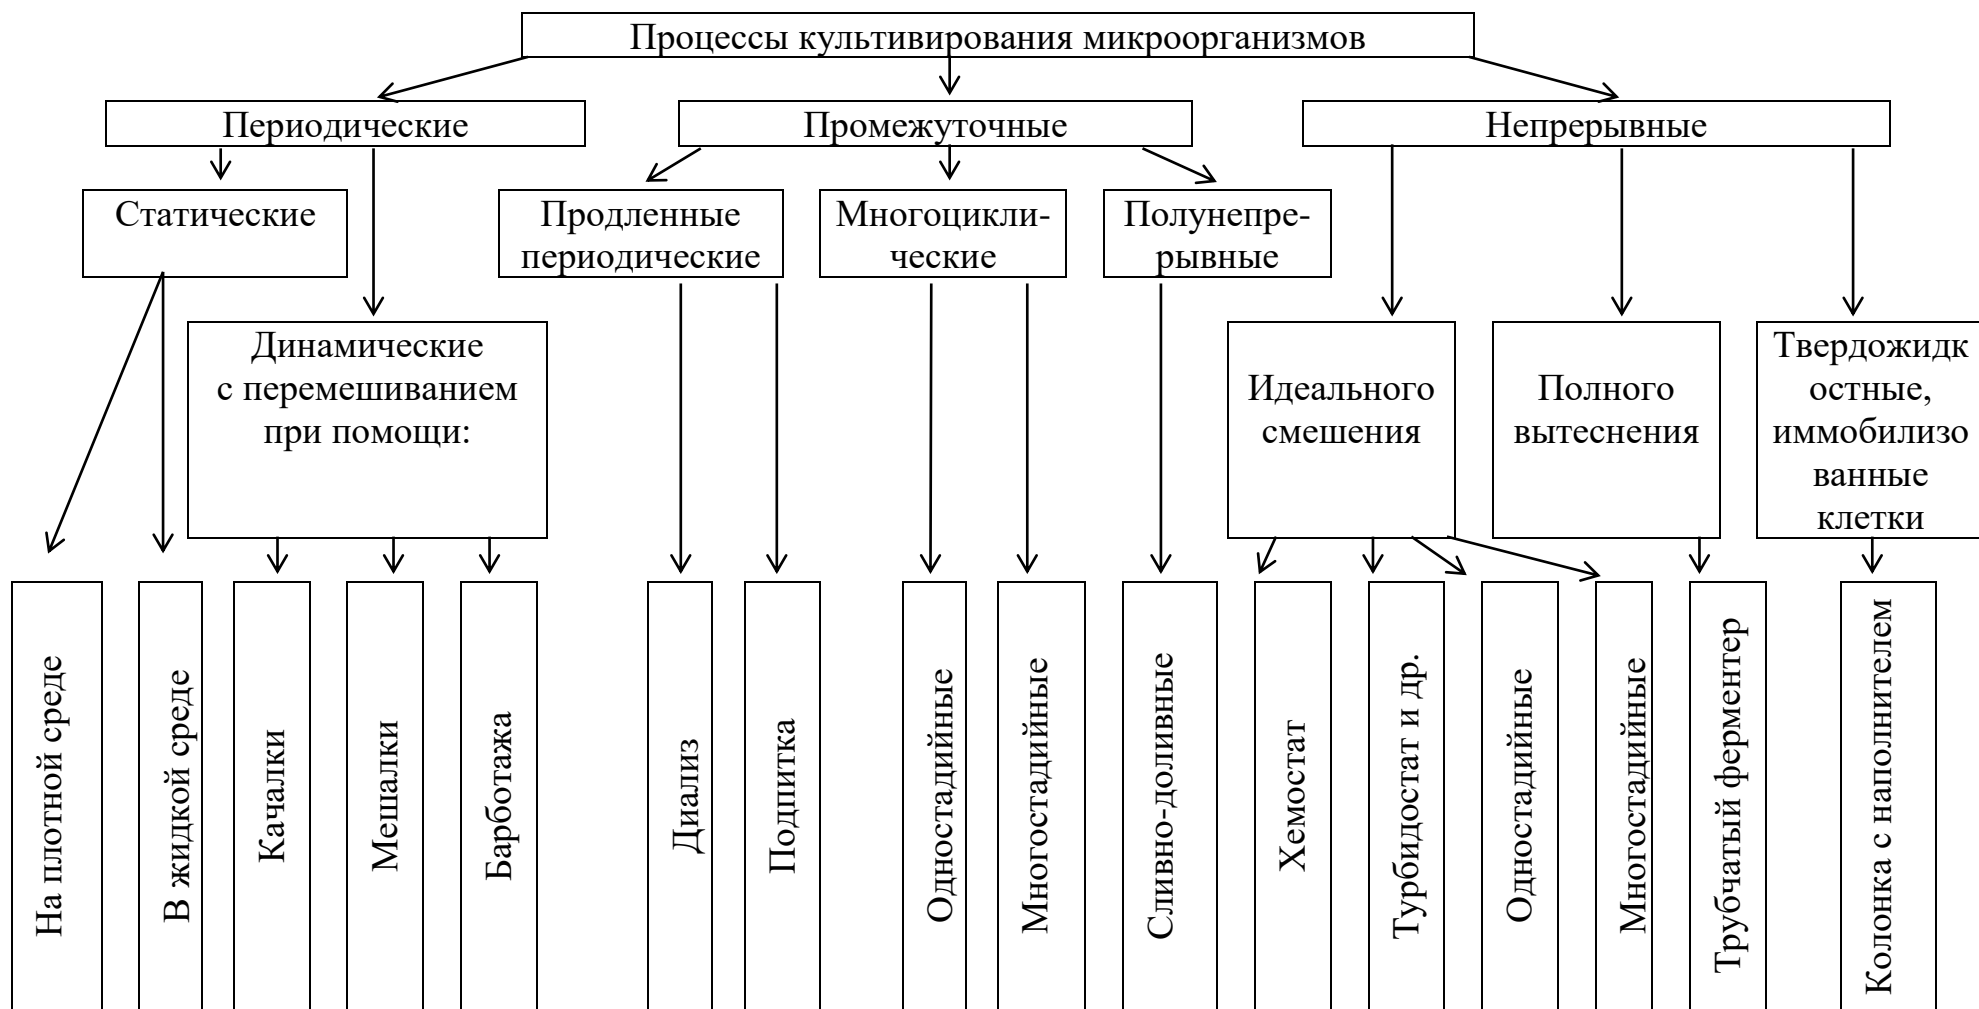 Процессы культивирования микроорганизмов
Периодические
Промежуточные
Непрерывные
Статические
Продленные
периодические
Многоцикли-
ческие
Полунепре-
рывные
Динамические
с перемешиванием
при помощи:
Идеального
смешения
Полного
вытеснения
Твердожидк
остные,
иммобилизо
ванные
клетки
На плотной среде
В жидкой среде
Качалки
Мешалки
Барботажа
Диализ
Подпитка
Одностадийные
Многостадийные
Сливно-доливные
Хемостат
Турбидостат и др.
Одностадийные
Многостадийные
Трубчатый ферментер
Колонка с наполнителем